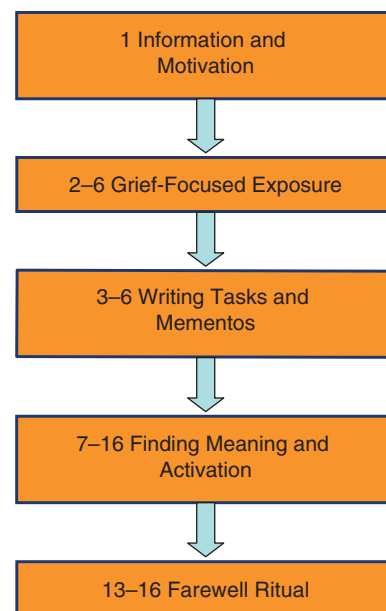 1 Information and
Motivation
2–6 Grief-Focused Exposure
3–6 Writing Tasks and
Mementos
7–16 Finding Meaning and
Activation
13–16 Farewell Ritual